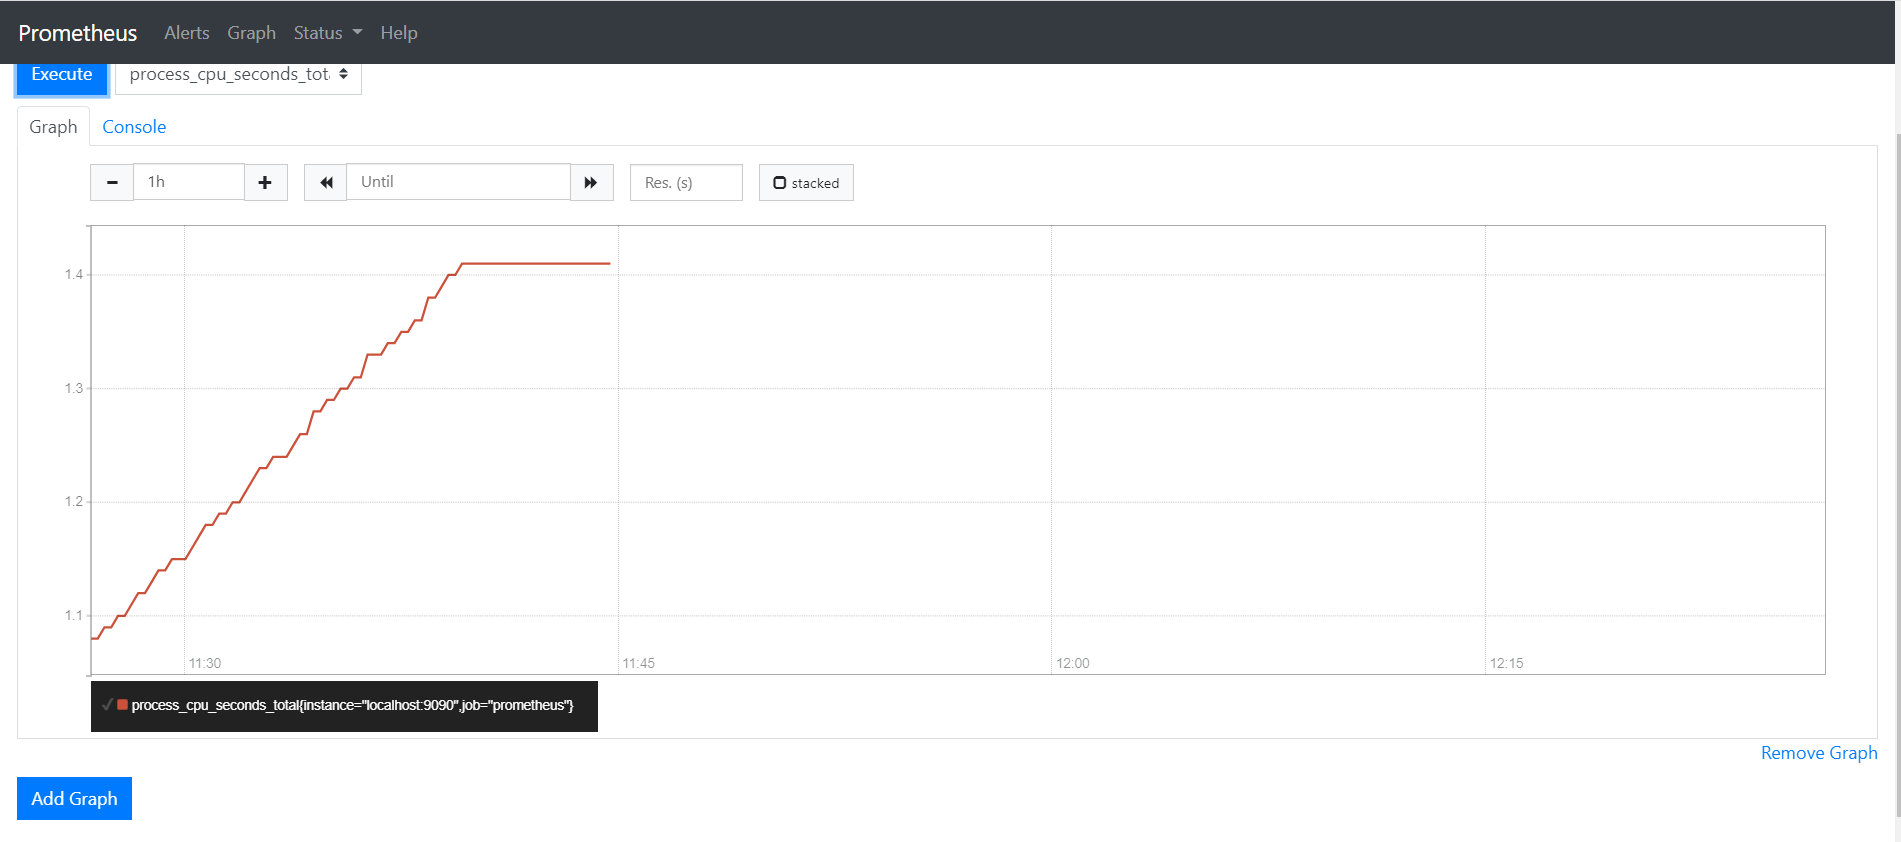 Prometheus Alerts Graph Status Help
Execute process_cpu_seconds_tot
Graph Console
1h Until Res. (s) stacked
1.4
1.3
1.2
1.1
11:30 11:45 12:00 12:15
process_cpu_seconds_total{instance="localhost:9090",job="prometheus"}
Remove Graph
Add Graph